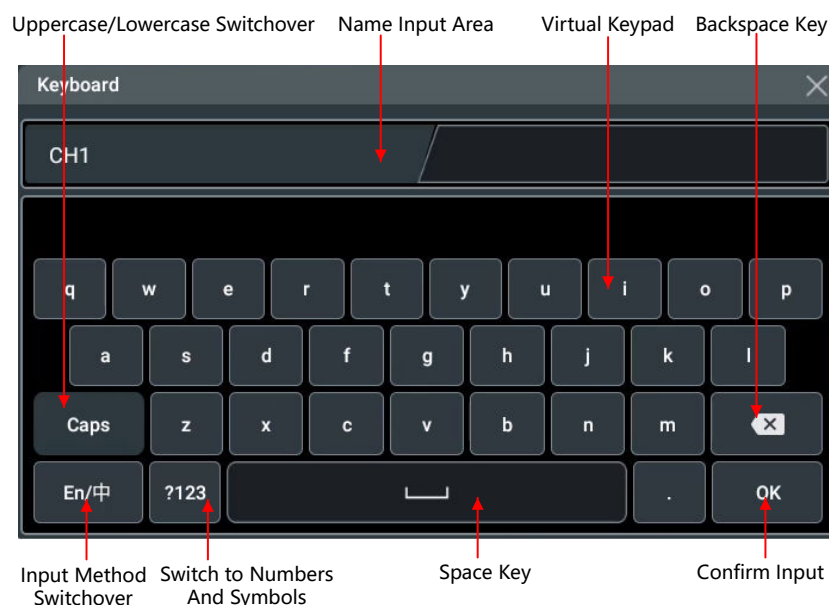 Uppercase/Lowercase Switchover Name Input Area Virtual Keypad Backspace Key
Keyboard
CH1
q w e r t y u i o p
a s d f g h j k l
Caps z x c v b n m
En/中 ?123 . OK
Input Method Switchover
Switch to Numbers And Symbols
Space Key
Confirm Input